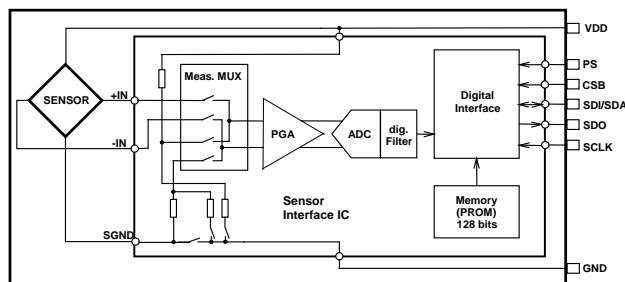 VDD
PS
Meas. MUX
CSB
SENSOR
+IN
Digital
Interface
SDI/SDA
PGA
ADC
dig.
Filter
SDO
-IN
SCLK
Sensor
Interface IC
Memory
(PROM)
128 bits
SGND
GND